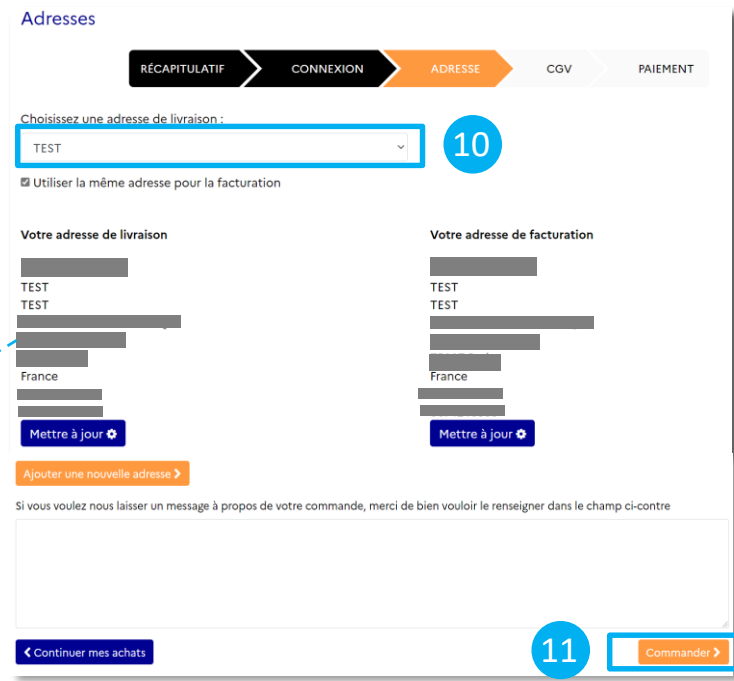 Adresses
RÉCAPITULATIF CONNEXION ADRESSE CGV PAIEMENT
Choisissez une adresse de livraison :
TEST
10
Utiliser la même adresse pour la facturation
Votre adresse de livraison Votre adresse de facturation
TEST TEST
TEST TEST
France France
Mettre à jour Mettre à jour
Ajouter une nouvelle adresse
Si vous voulez nous laisser un message à propos de votre commande, merci de bien vouloir le renseigner dans le champ ci-contre
Continuer mes achats 11 Commander